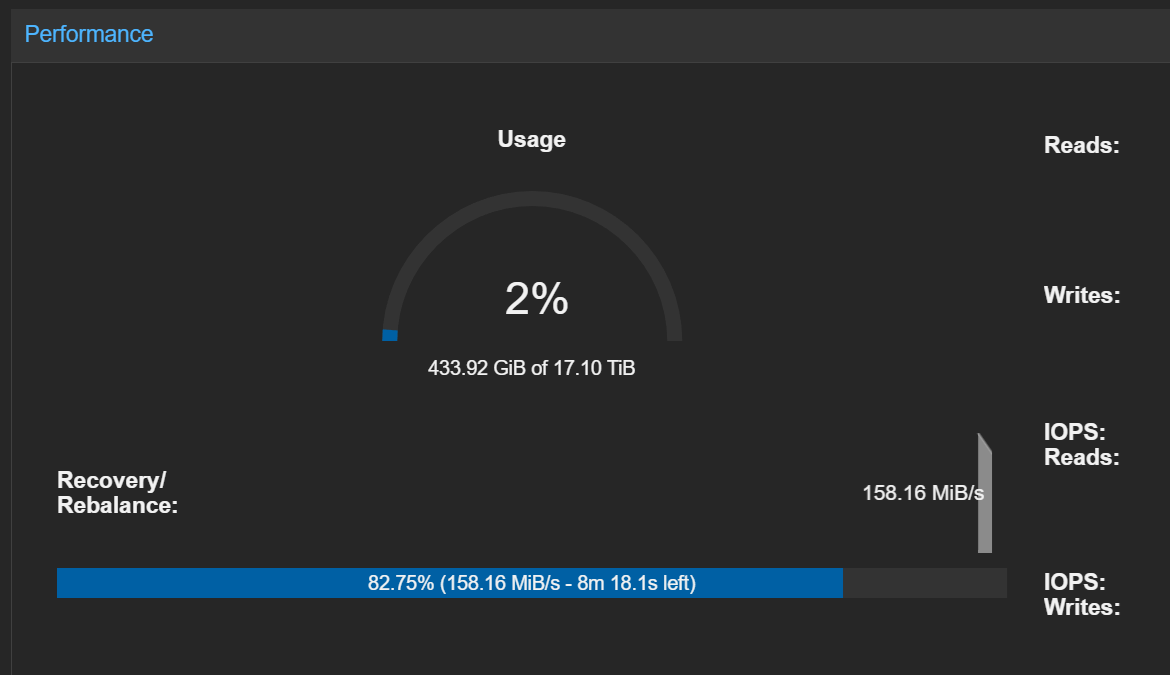 Performance
Usage
2%
433.92 GiB of 17.10 TiB
Recovery/
Rebalance:
158.16 MiB/s
82.75% (158.16 MiB/s - 8m 18.1s left)
Reads:
Writes:
IOPS:
Reads:
IOPS:
Writes: